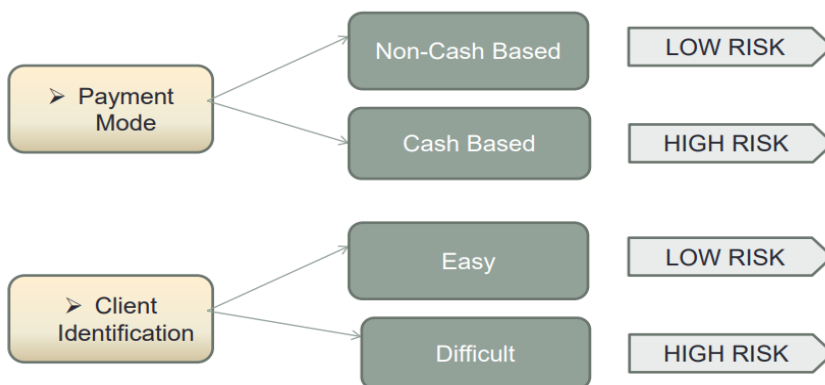 Non-Cash Based
LOW RISK
➢ Payment
Mode
Cash Based
HIGH RISK
Easy
LOW RISK
➢ Client
Identification
Difficult
HIGH RISK